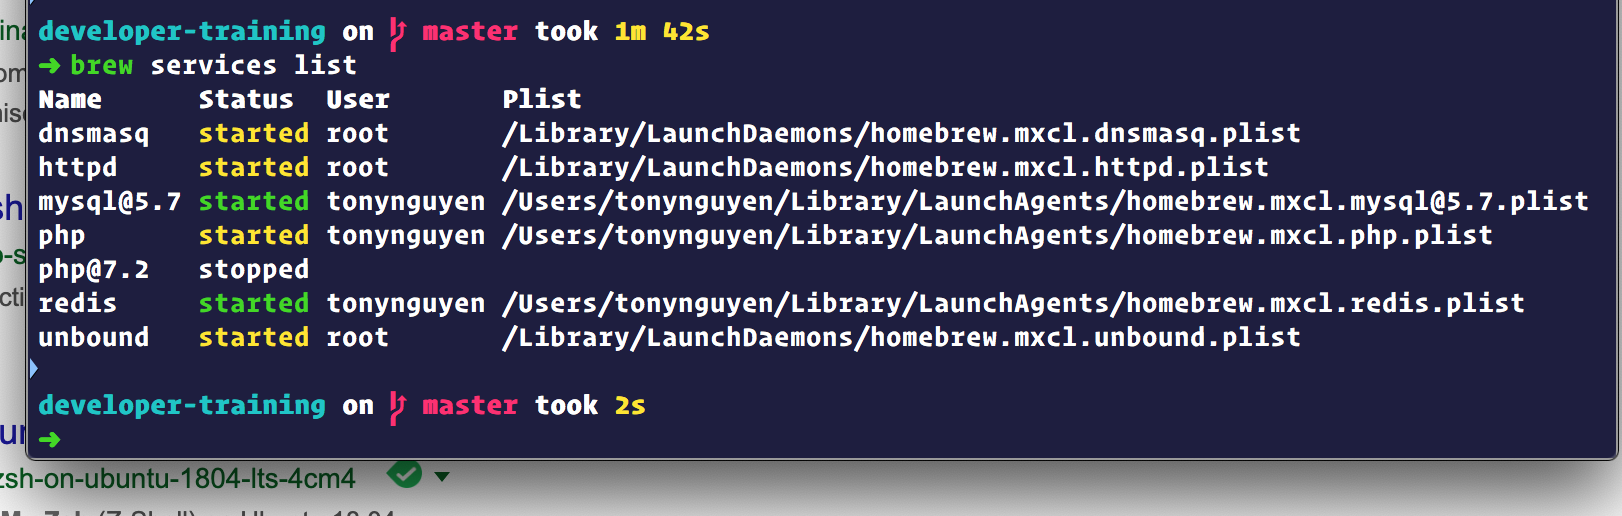 developer-training on master took 1m 42s
➜ brew services list
Name Status User Plist
dnsmasq started root /Library/LaunchDaemons/homebrew.mxcl.dnsmasq.plist
httpd started root /Library/LaunchDaemons/homebrew.mxcl.httpd.plist
mysql@5.7 started tonynguyen /Users/tonynguyen/Library/LaunchAgents/homebrew.mxcl.mysql@5.7.plist
php started tonynguyen /Users/tonynguyen/Library/LaunchAgents/homebrew.mxcl.php.plist
php@7.2 stopped
redis started tonynguyen /Users/tonynguyen/Library/LaunchAgents/homebrew.mxcl.redis.plist
unbound started root /Library/LaunchDaemons/homebrew.mxcl.unbound.plist
developer-training on master took 2s
➜
zsh-on-ubuntu-1804-lts-4cm4